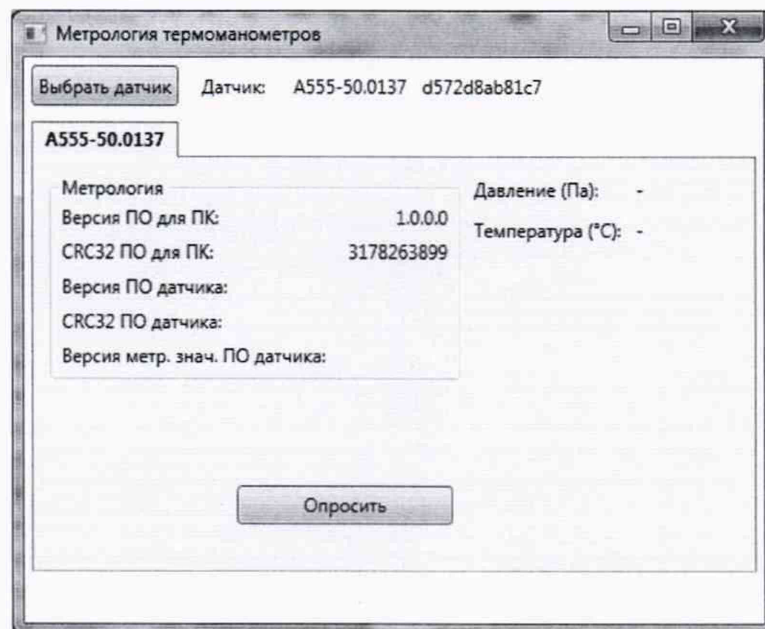 Метрология термоманометров
Выбрать датчик Датчик: A555-50.0137 d572d8ab81c7
A555-50.0137
Метрология
Версия ПО для ПК: 1.0.0.0
CRC32 ПО для ПК: 3178263899
Версия ПО датчика:
CRC32 ПО датчика:
Версия метр. знач. ПО датчика:
Давление (Па): -
Температура (°C): -
Опросить